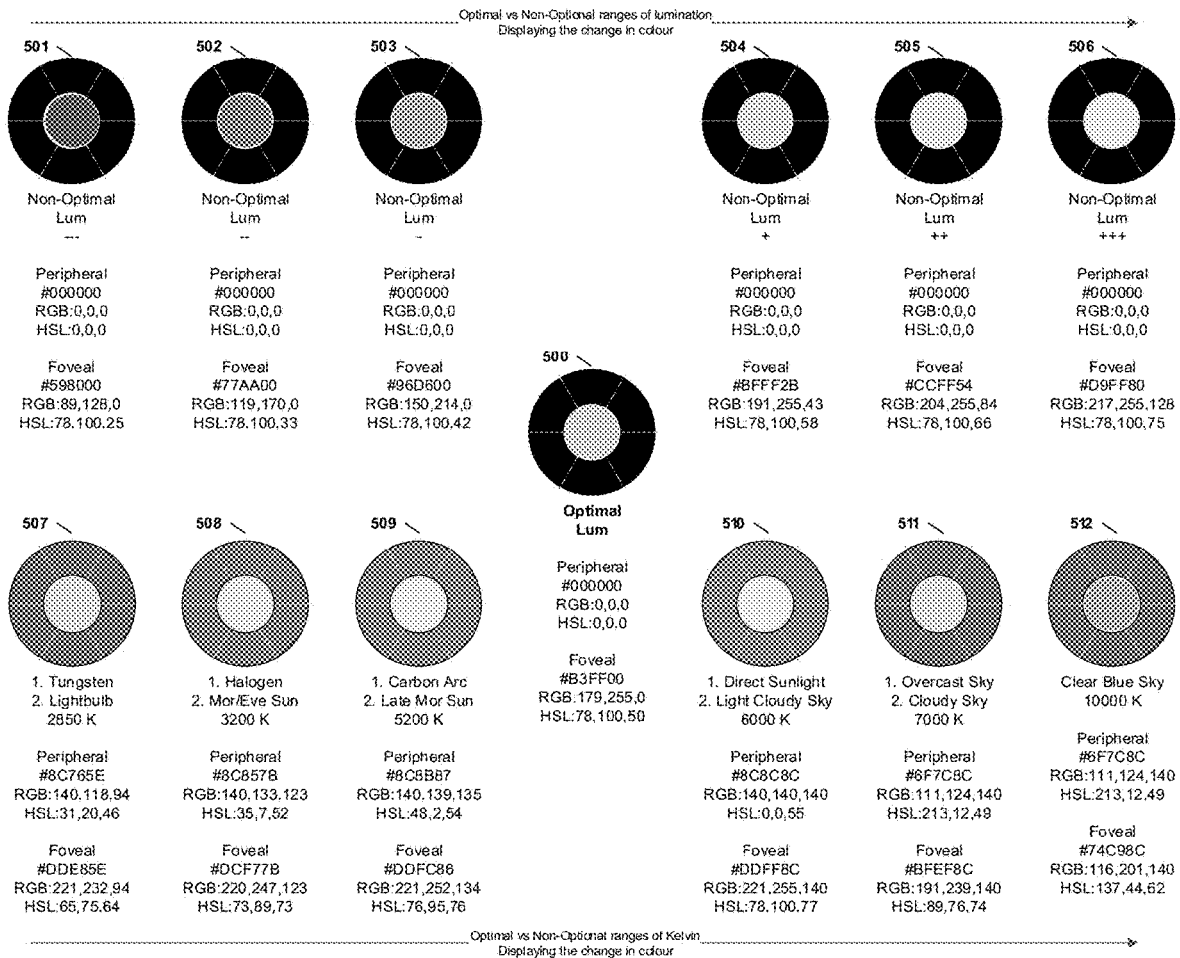 Optimal vs Non-Optional ranges of lumination
Displaying the change in colour
501
Non-Optimal
Lum
---
Peripheral
#000000
RGB:0,0,0
HSL:0,0,0
Foveal
#598000
RGB:89,128,0
HSL:78.100.25
502
Non-Optimal
Lum
--
Peripheral
#000000
RGB:0,0,0
HSL:0,0,0
Foveal
#77AA00
RGB:119,170,0
HSL:78,100,33
503
Non-Optimal
Lum
-
Peripheral
#000000
RGB:0,0,0
HSL:0,0,0
Foveal
#96D600
RGB:150,214,0
HSL:78,100,42
504
Non-Optimal
Lum
+
Peripheral
#000000
RGB:0,0,0
HSL:0,0,0
Foveal
#BFFF2B
RGB:191,255,43
HSL:78,100,58
505
Non-Optimal
Lum
++
Peripheral
#000000
RGB:0,0,0
HSL:0,0,0
Foveal
#CCFF54
RGB:204,255,84
HSL:78,100,66
506
Non-Optimal
Lum
+++
Peripheral
#000000
RGB:0,0,0
HSL:0,0,0
Foveal
#D9FF80
RGB:217,255,128
HSL:78,100,75
500
Optimal
Lum
Peripheral
#000000
RGB:0,0,0
HSL:0,0.0
Foveal
#B3FF00
RGB:179,255,0
HSL:78,100,50
507
1. Tungsten
2. Lightbulb
2850 K
Peripheral
#8C765E
RGB:140,118,94
HSL:31,20,46
Foveal
#DDE85E
RGB:221,232,94
HSL:65,75.64
508
1. Halogen
2. Mor/Eve Sun
3200 K
Peripheral
#8C857B
RGB:140,133,123
HSL:35,7,52
Foveal
#DCF77B
RGB:220,247,123
HSL:73,89,73
509
1. Carbon Arc
2. Late Mor Sun
5200 K
Peripheral
#8C8B87
RGB:140,139,135
HSL:48,2,54
Foveal
#DDFC86
RGB:221,252,134
HSL:76,95,76
510
1. Direct Sunlight
2. Light Cloudy Sky
6000 K
Peripheral
#8C8C8C
RGB:140,140,140
HSL:0,0,55
Foveal
#DDFF8C
RGB:221,255,140
HSL:78.100.77
511
1. Overcast Sky
2. Cloudy Sky
7000 K
Peripheral
#6F7C8C
RGB:111,124,140
HSL:213,12,49
Foveal
#BFEF8C
RGB:191,239,140
HSL:89,76,74
512
Clear Blue Sky
10000 K
Peripheral
#6F7C8C
RGB:111,124,140
HSL:213,12,49
Foveal
#74C98C
RGB:116,201,140
HSL:137,44,62
Optimal vs Non-Optional ranges of Kelvin
Displaying the change in colour